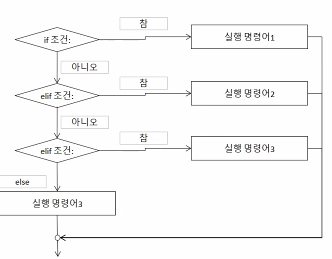 참
if 조건:
실행 명령어1
아니오
참
elif 조건:
실행 명령어2
아니오
참
elif 조건:
실행 명령어3
else
실행 명령어3